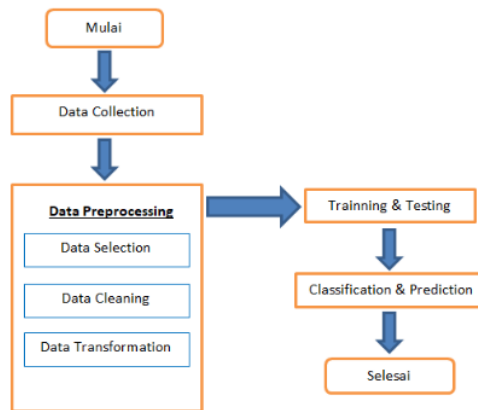 Mulai
Data Collection
Data Preprocessing
Data Selection
Data Cleaning
Data Transformation
Trainning & Testing
Classification & Prediction
Selesai